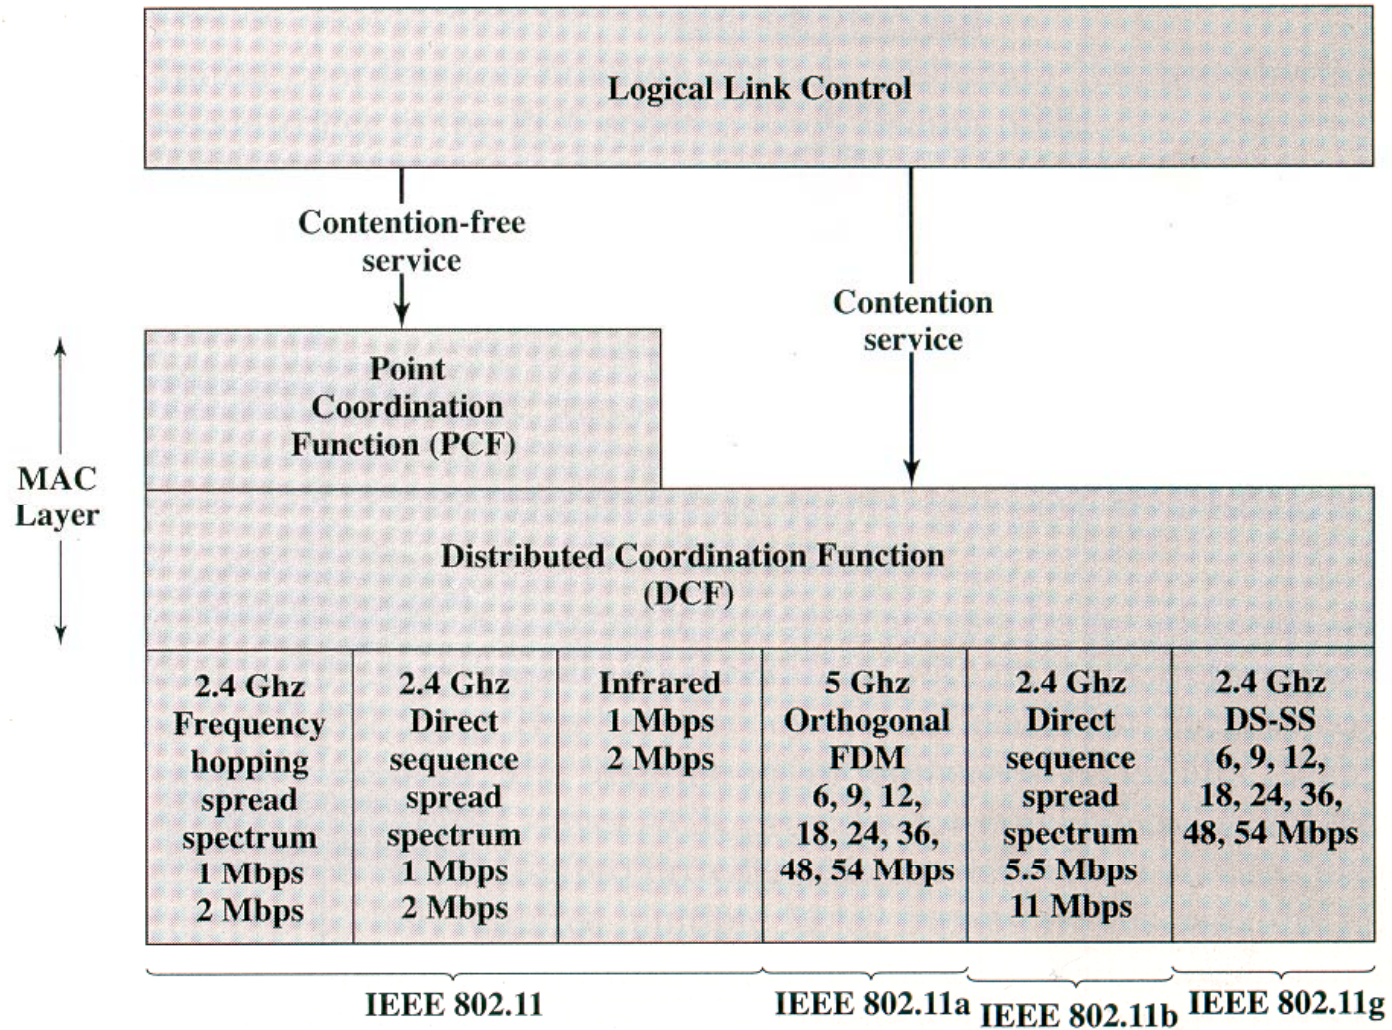 Logical Link Control
Contention-free
service
Contention
service
Point
Coordination
Function (PCF)
MAC
Layer
Distributed Coordination Function
(DCF)
2.4 Ghz
Frequency
hopping
spread
spectrum
1 Mbps
2 Mbps
2.4 Ghz
Direct
sequence
spread
spectrum
1 Mbps
2 Mbps
Infrared
1 Mbps
2 Mbps
5 Ghz
Orthogonal
FDM
6, 9, 12,
18, 24, 36,
48, 54 Mbps
2.4 Ghz
Direct
sequence
spread
spectrum
5.5 Mbps
11 Mbps
2.4 Ghz
DS-SS
6, 9, 12,
18, 24, 36,
48, 54 Mbps
IEEE 802.11
IEEE 802.11a
IEEE 802.11b
IEEE 802.11g